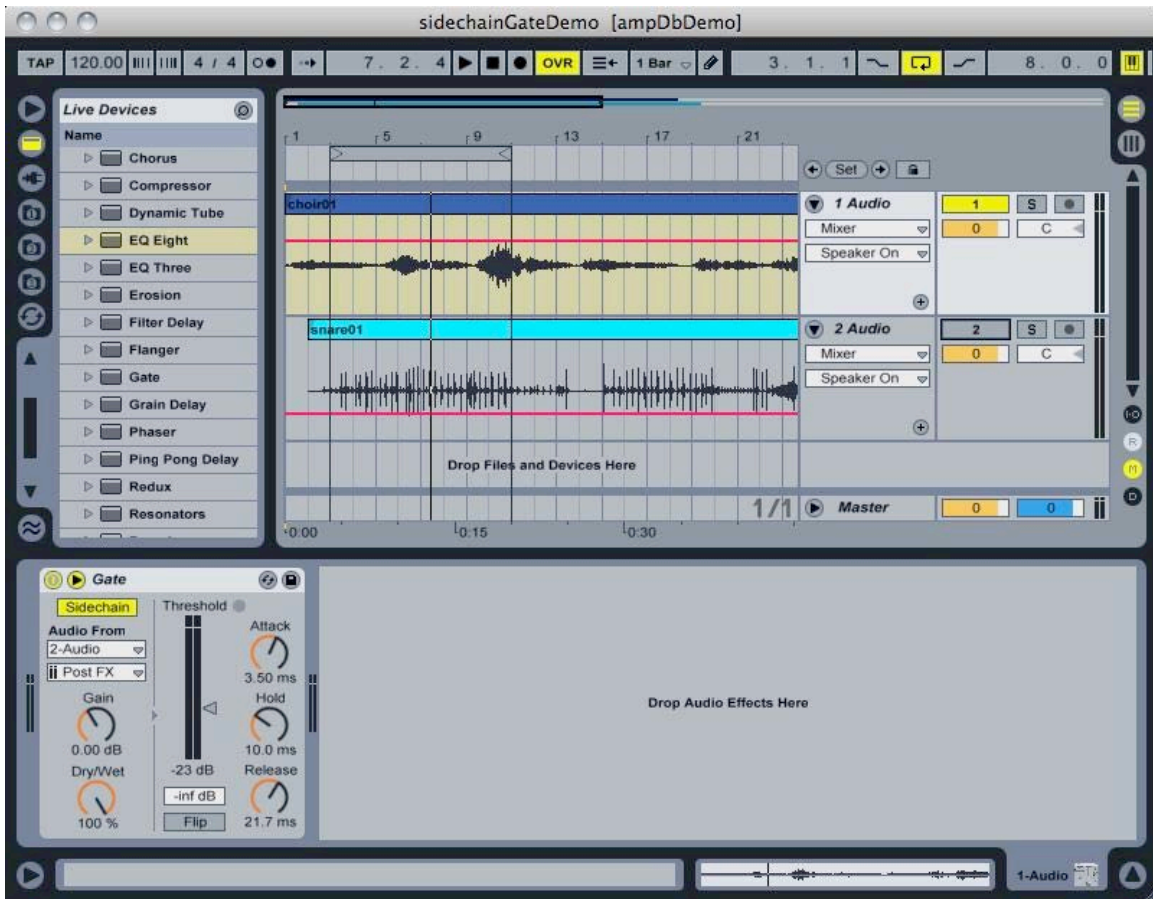 sidechainGateDemo [ampDbDemo]
TAP 120.00 4 / 4 7. 2. 4 OVR 1 Bar 3. 1. 1 8. 0. 0
Live Devices
Name
Chorus
Compressor
Dynamic Tube
EQ Eight
EQ Three
Erosion
Filter Delay
Flanger
Gate
Grain Delay
Phaser
Ping Pong Delay
Redux
Resonators
1 5 9 13 17 21
Set
choir01
1 Audio 1 S
Mixer 0 C
Speaker On
snare01
2 Audio 2 S
Mixer 0 C
Speaker On
Drop Files and Devices Here
1/1 Master 0 0
0:00 0:15 0:30
I·O
R
M
D
Gate
Sidechain Threshold
Audio From Attack
2-Audio
Post FX 3.50 ms
Gain Hold
0.00 dB 10.0 ms
Dry/Wet -23 dB Release
-inf dB
100 % Flip 21.7 ms
Drop Audio Effects Here
1-Audio